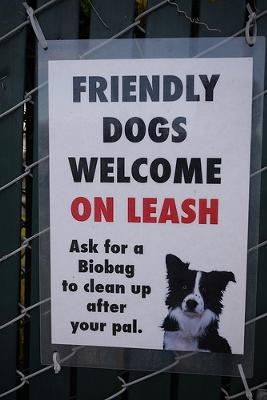 FRIENDLY
DOGS
WELCOME
ON LEASH
Ask for a
Biobag
to clean up
after
your pal.